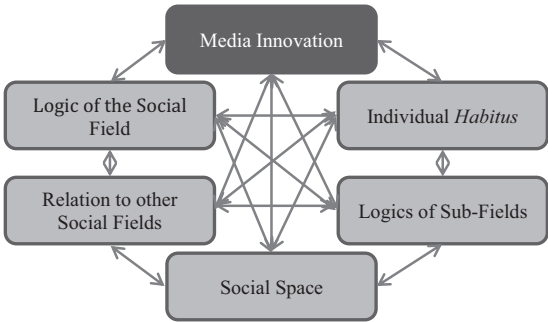 Media Innovation
Logic of the Social
Field
Individual Habitus
Relation to other
Social Fields
Logics of Sub-Fields
Social Space